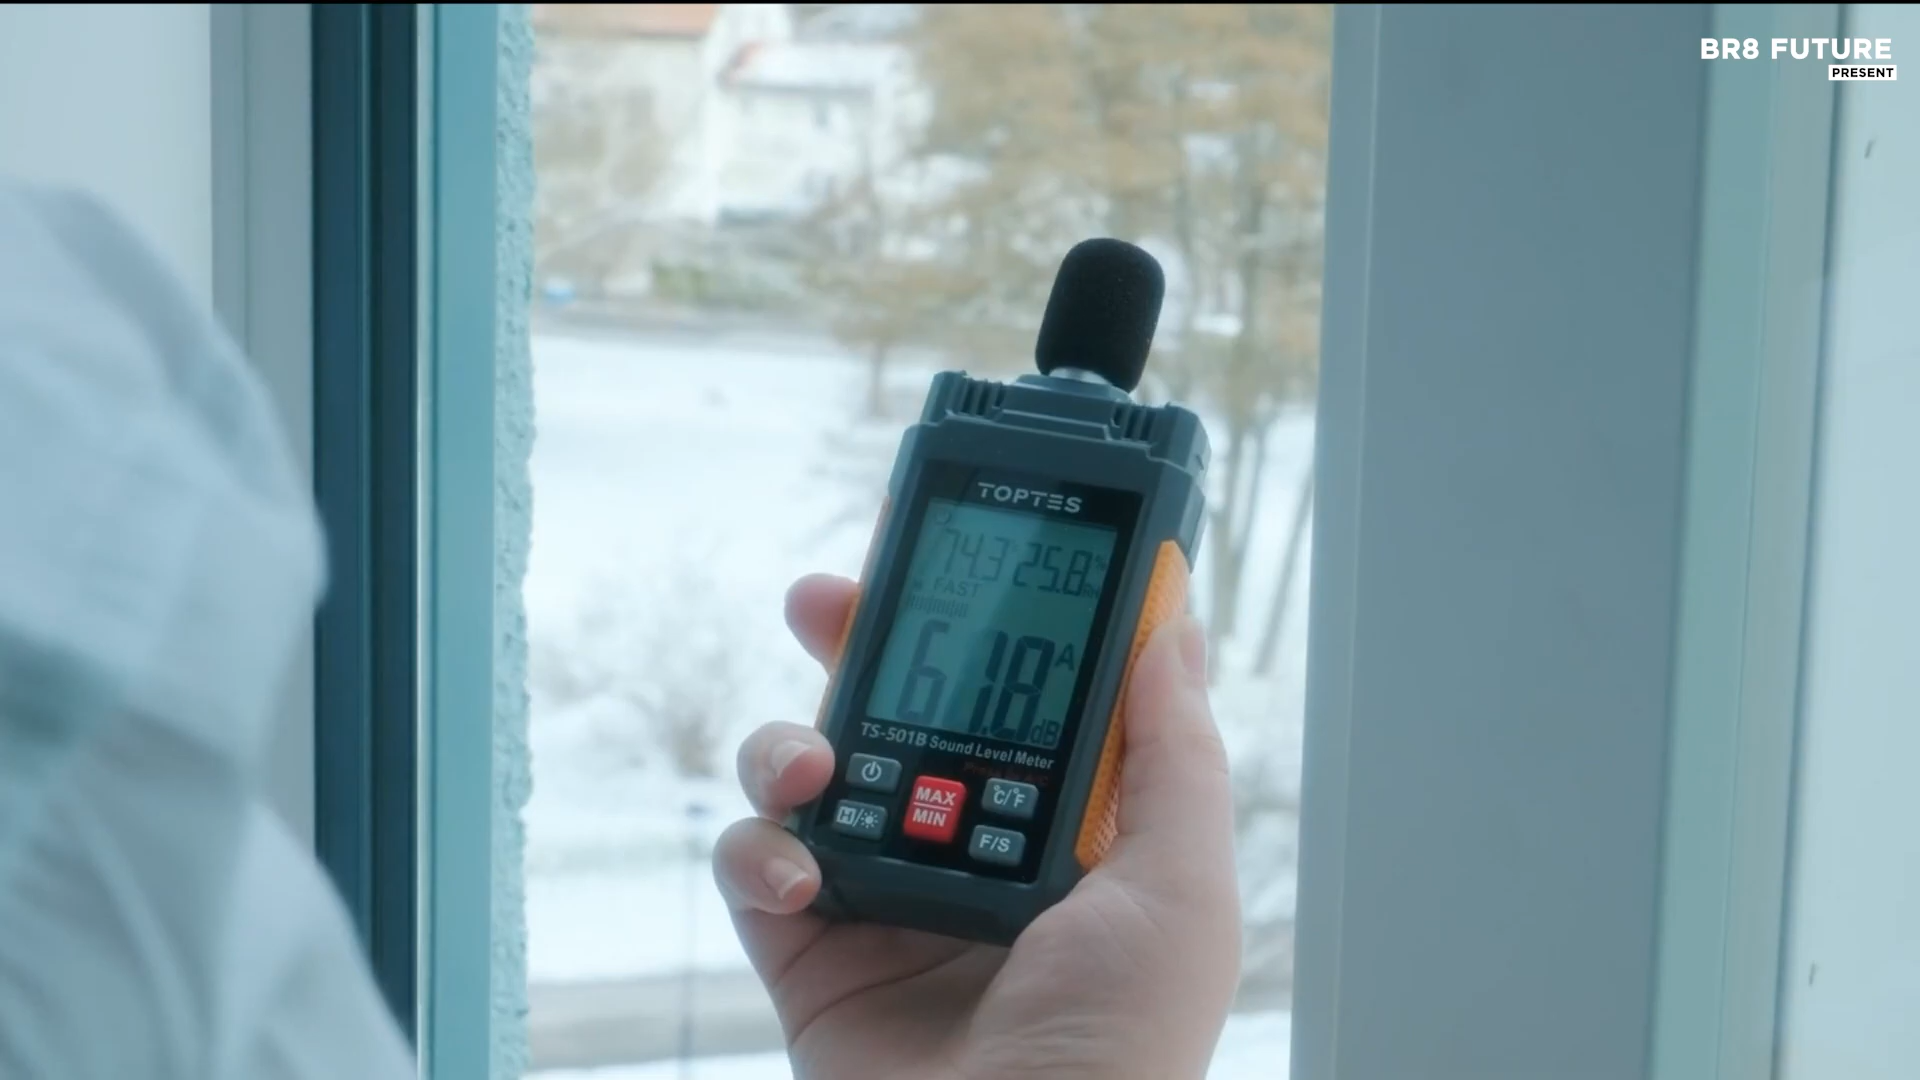 BR8 FUTURE
PRESENT
TOPTES
74.3 25.8 %
RH
FAST
61.8 A
dB
TS-501B Sound Level Meter
MAX
MIN
°C/°F
H/
F/S